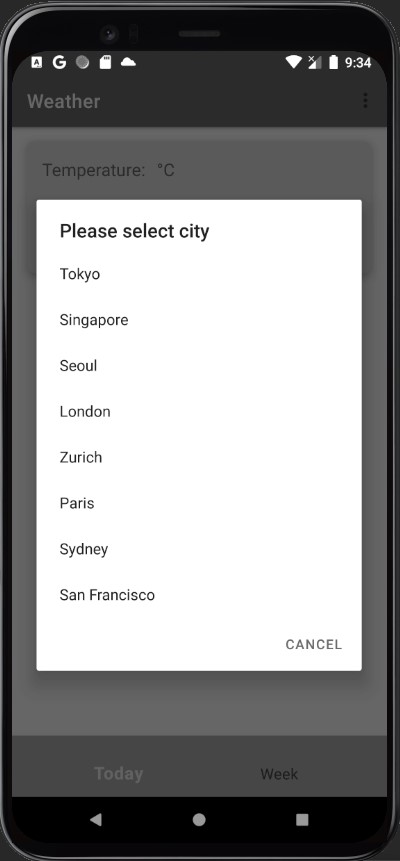 9:34
Weather
Temperature: °C
Please select city
Tokyo
Singapore
Seoul
London
Zurich
Paris
Sydney
San Francisco
CANCEL
Today
Week